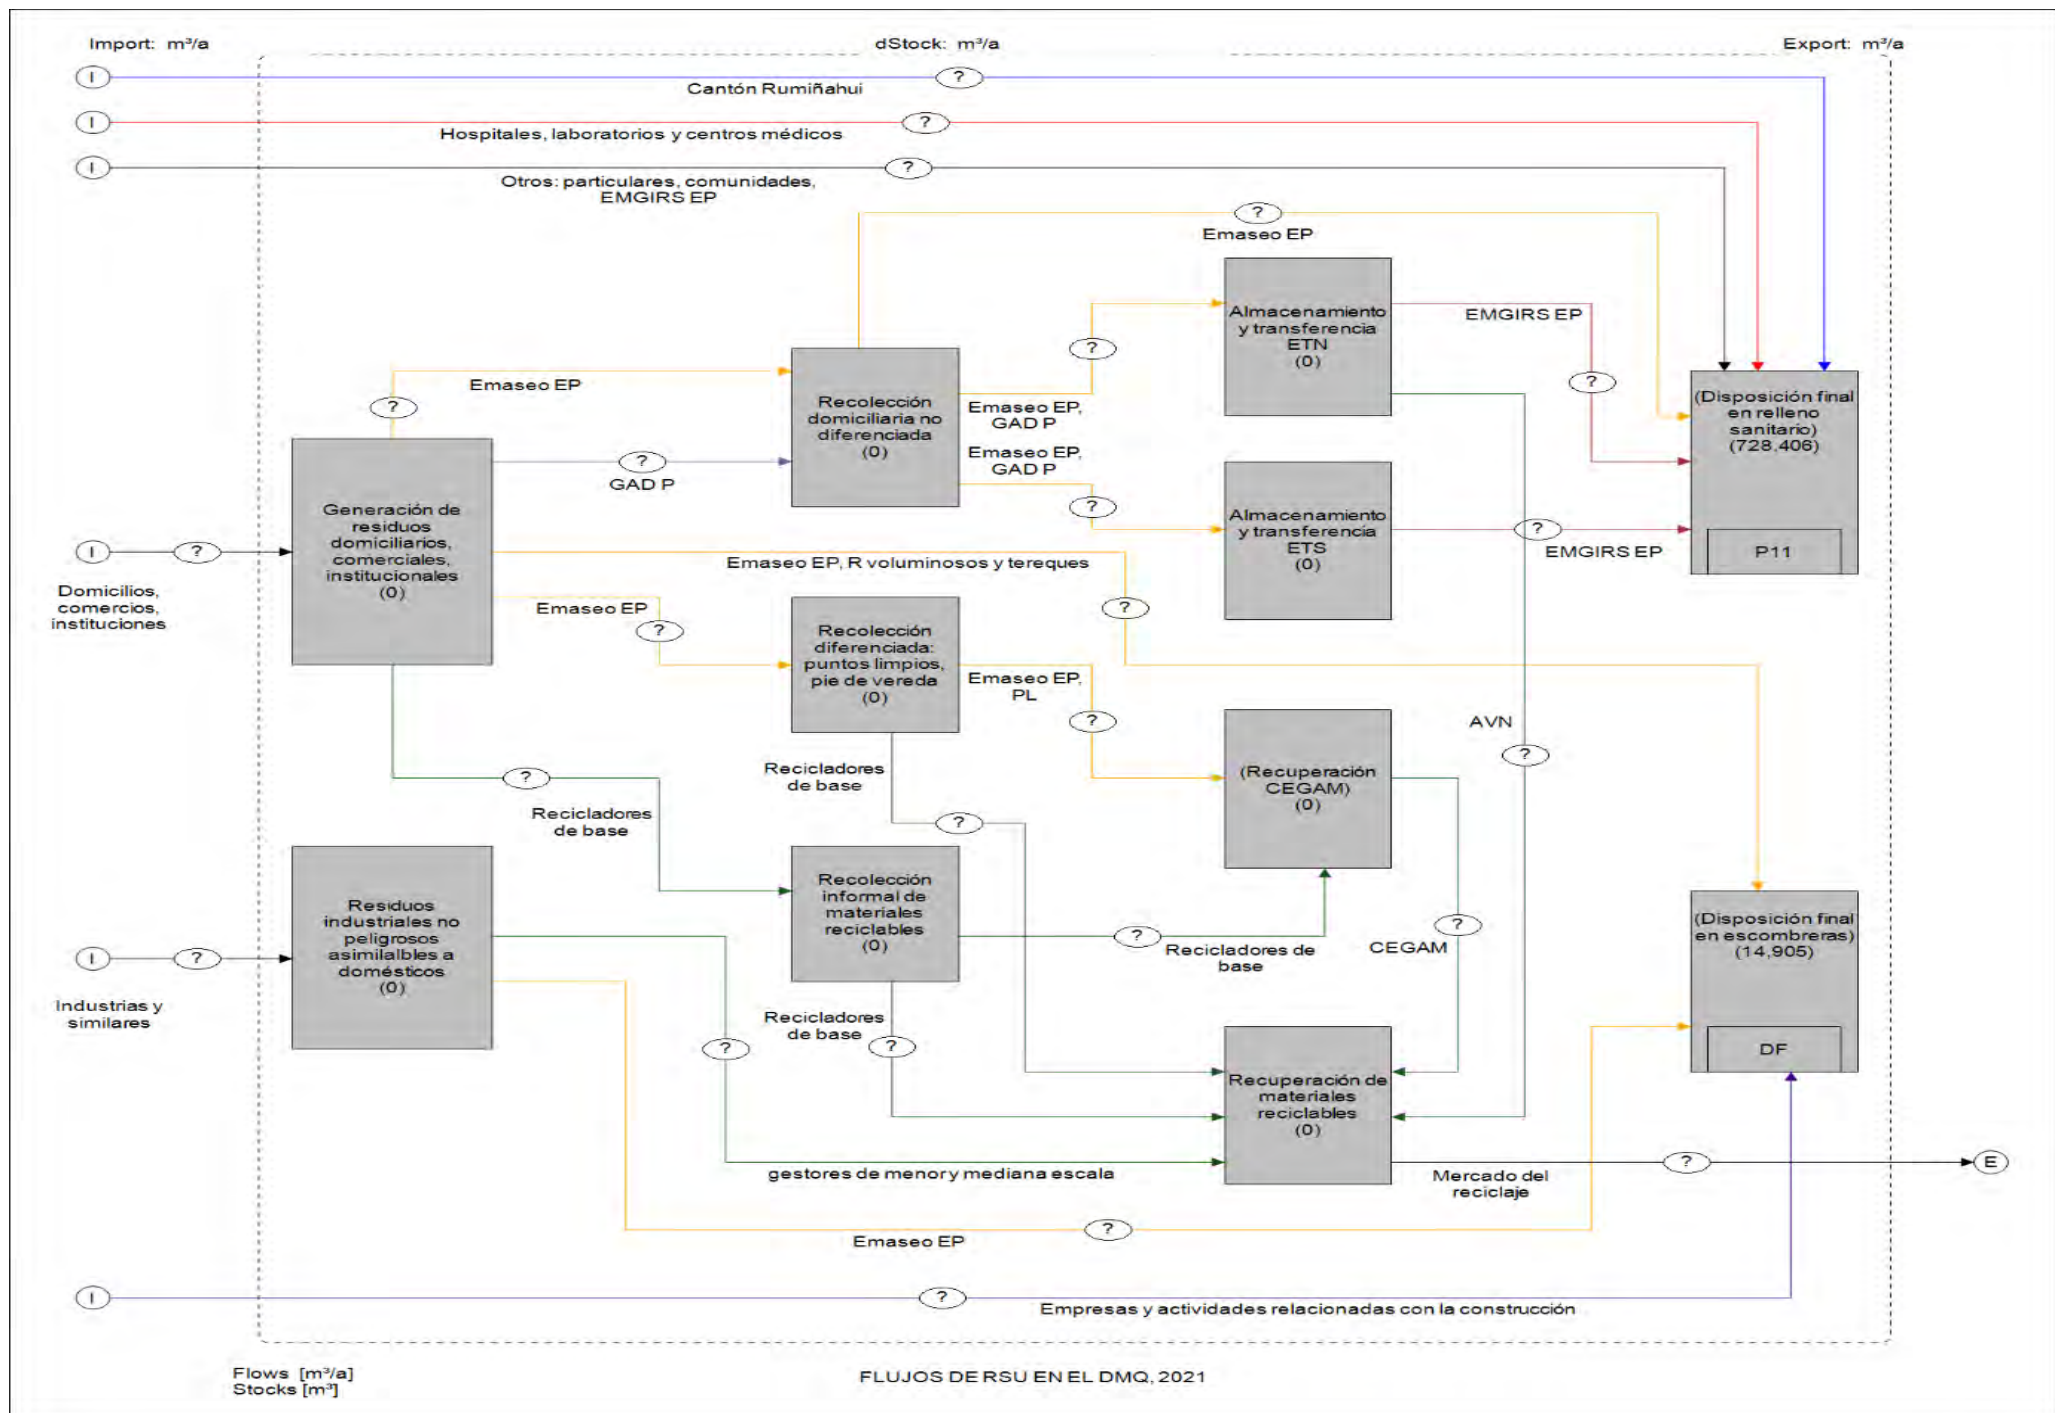 Import: m³/a
dStock: m³/a
Export: m³/a
I
?
Cantón Rumiñahui
I
?
Hospitales, laboratorios y centros médicos
I
?
Otros: particulares, comunidades,
EMGIRS EP
?
Emaseo EP
Almacenamiento
y transferencia
ETN
(0)
EMGIRS EP
?
?
(Disposición final
en relleno
sanitario)
(728,406)
P11
?
Emaseo EP
Recolección
domiciliaria no
diferenciada
(0)
Emaseo EP,
GAD P
Emaseo EP,
GAD P
?
?
GAD P
Generación de
residuos
domiciliarios,
comerciales,
institucionales
(0)
Almacenamiento
y transferencia
ETS
(0)
?
EMGIRS EP
I
?
Domicilios,
comercios,
instituciones
Emaseo EP, R voluminosos y tereques
?
Emaseo EP
?
Recolección
diferenciada:
puntos limpios,
pie de vereda
(0)
Emaseo EP,
PL
?
AVN
?
Recicladores
de base
?
(Recuperación
CEGAM)
(0)
?
Recicladores
de base
Residuos
industriales no
peligrosos
asimilalbles a
domésticos
(0)
Recolección
informal de
materiales
reciclables
(0)
?
Recicladores de
base
?
CEGAM
(Disposición final
en escombreras)
(14,905)
DF
I
?
Industrias y
similares
Recicladores
de base
?
?
Recuperación de
materiales
reciclables
(0)
gestores de menor y mediana escala
?
Mercado del
reciclaje
E
?
Emaseo EP
I
?
Empresas y actividades relacionadas con la construcción
Flows [m³/a]
Stocks [m³]
FLUJOS DE RSU EN EL DMQ, 2021